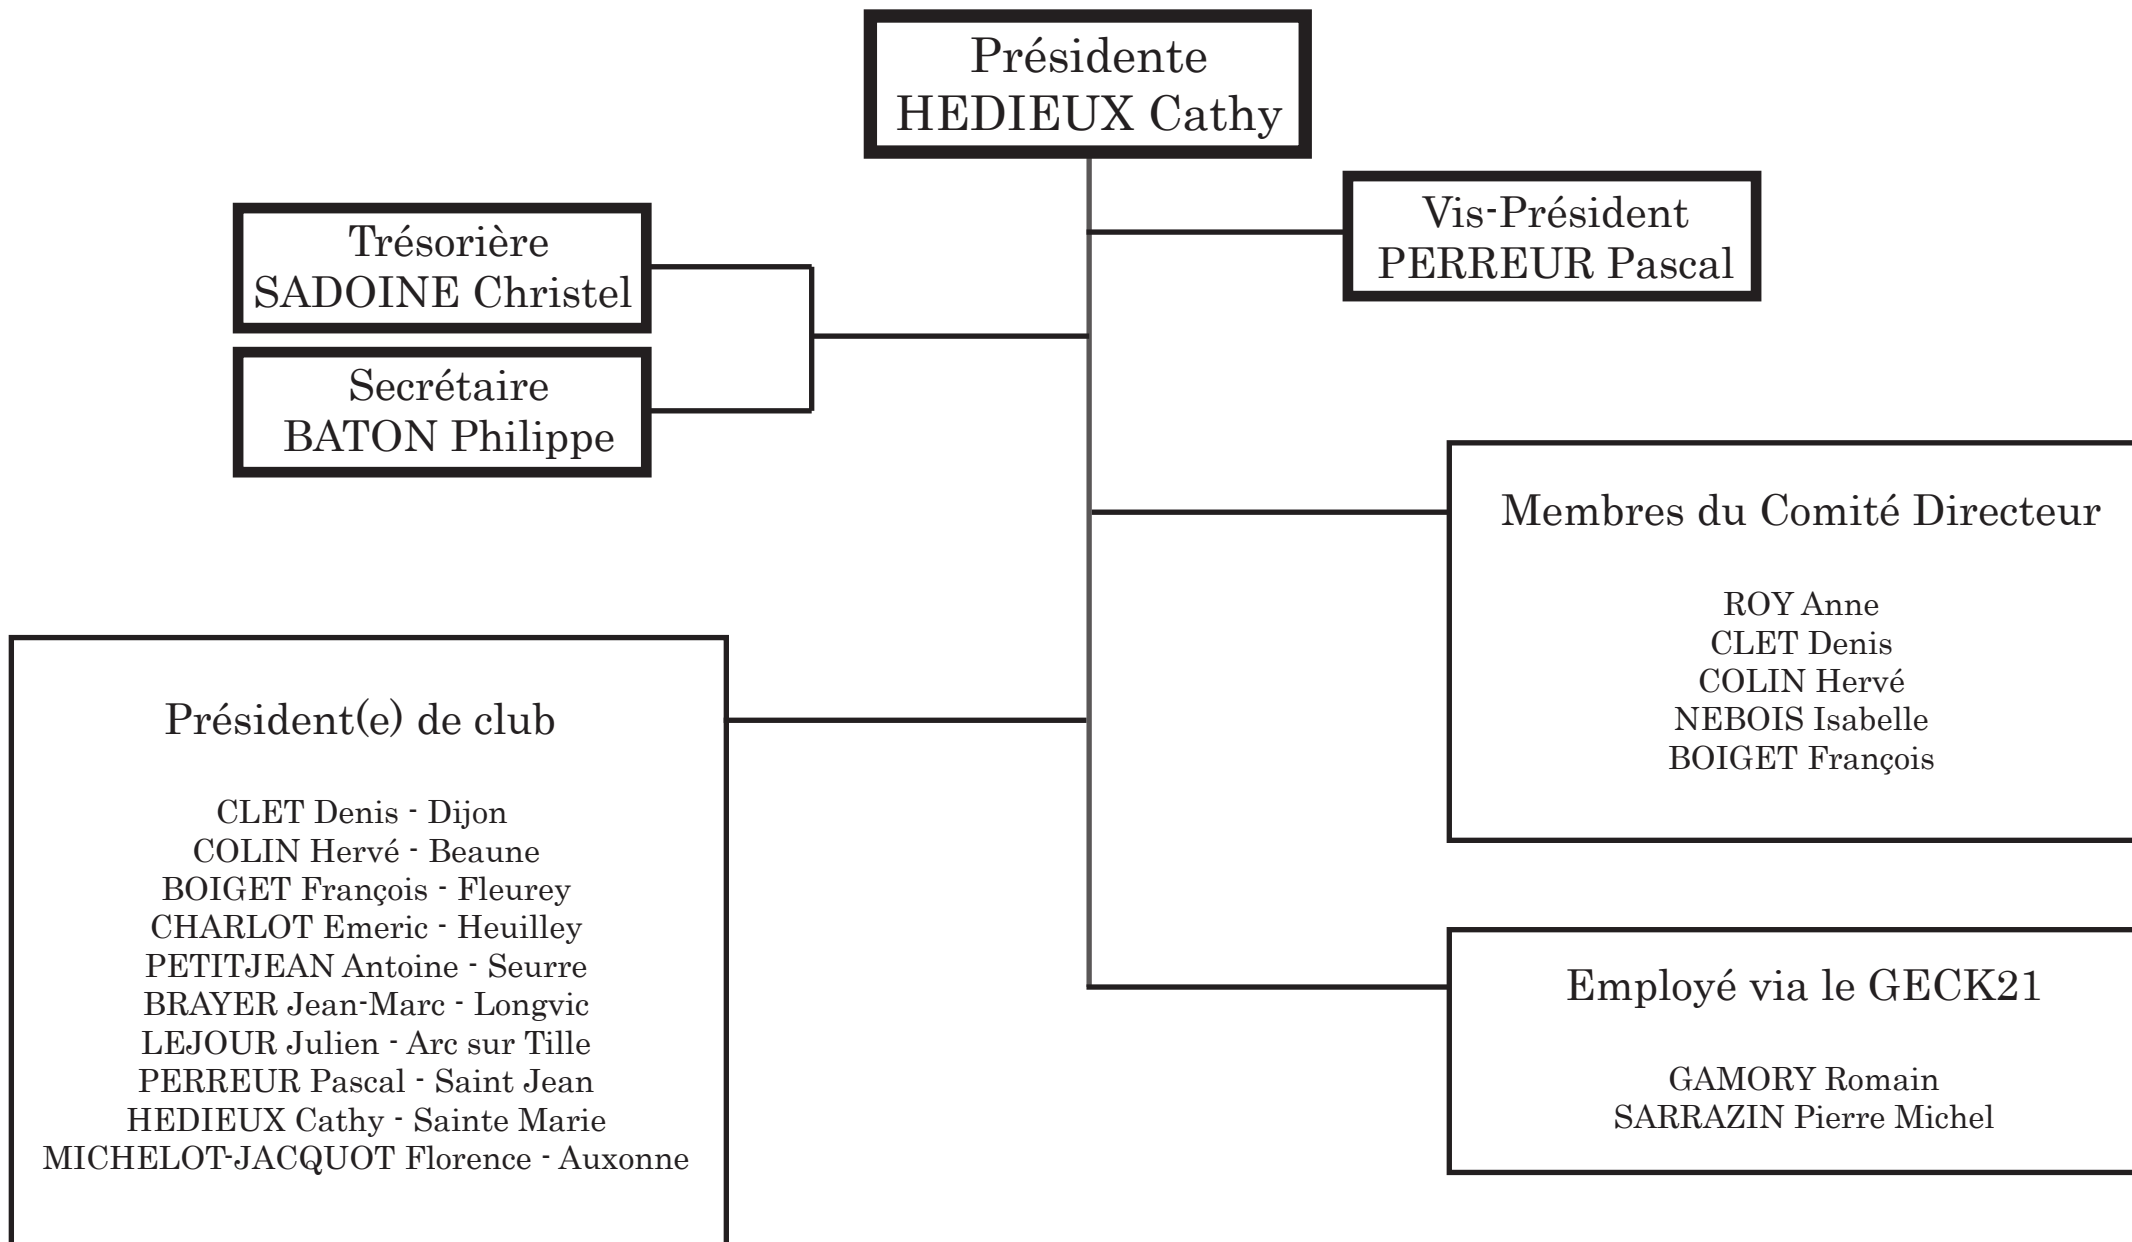 Présidente
HEDIEUX Cathy
Vis-Président
PERREUR Pascal
Trésorière
SADOINE Christel
Secrétaire
BATON Philippe
Membres du Comité Directeur
ROY Anne
CLET Denis
COLIN Hervé
NEBOIS Isabelle
BOIGET François
Président(e) de club
CLET Denis - Dijon
COLIN Hervé - Beaune
BOIGET François - Fleurey
CHARLOT Emeric - Heuilley
PETITJEAN Antoine - Seurre
BRAYER Jean-Marc - Longvic
LEJOUR Julien - Arc sur Tille
PERREUR Pascal - Saint Jean
HEDIEUX Cathy - Sainte Marie
MICHELOT-JACQUOT Florence - Auxonne
Employé via le GECK21
GAMORY Romain
SARRAZIN Pierre Michel